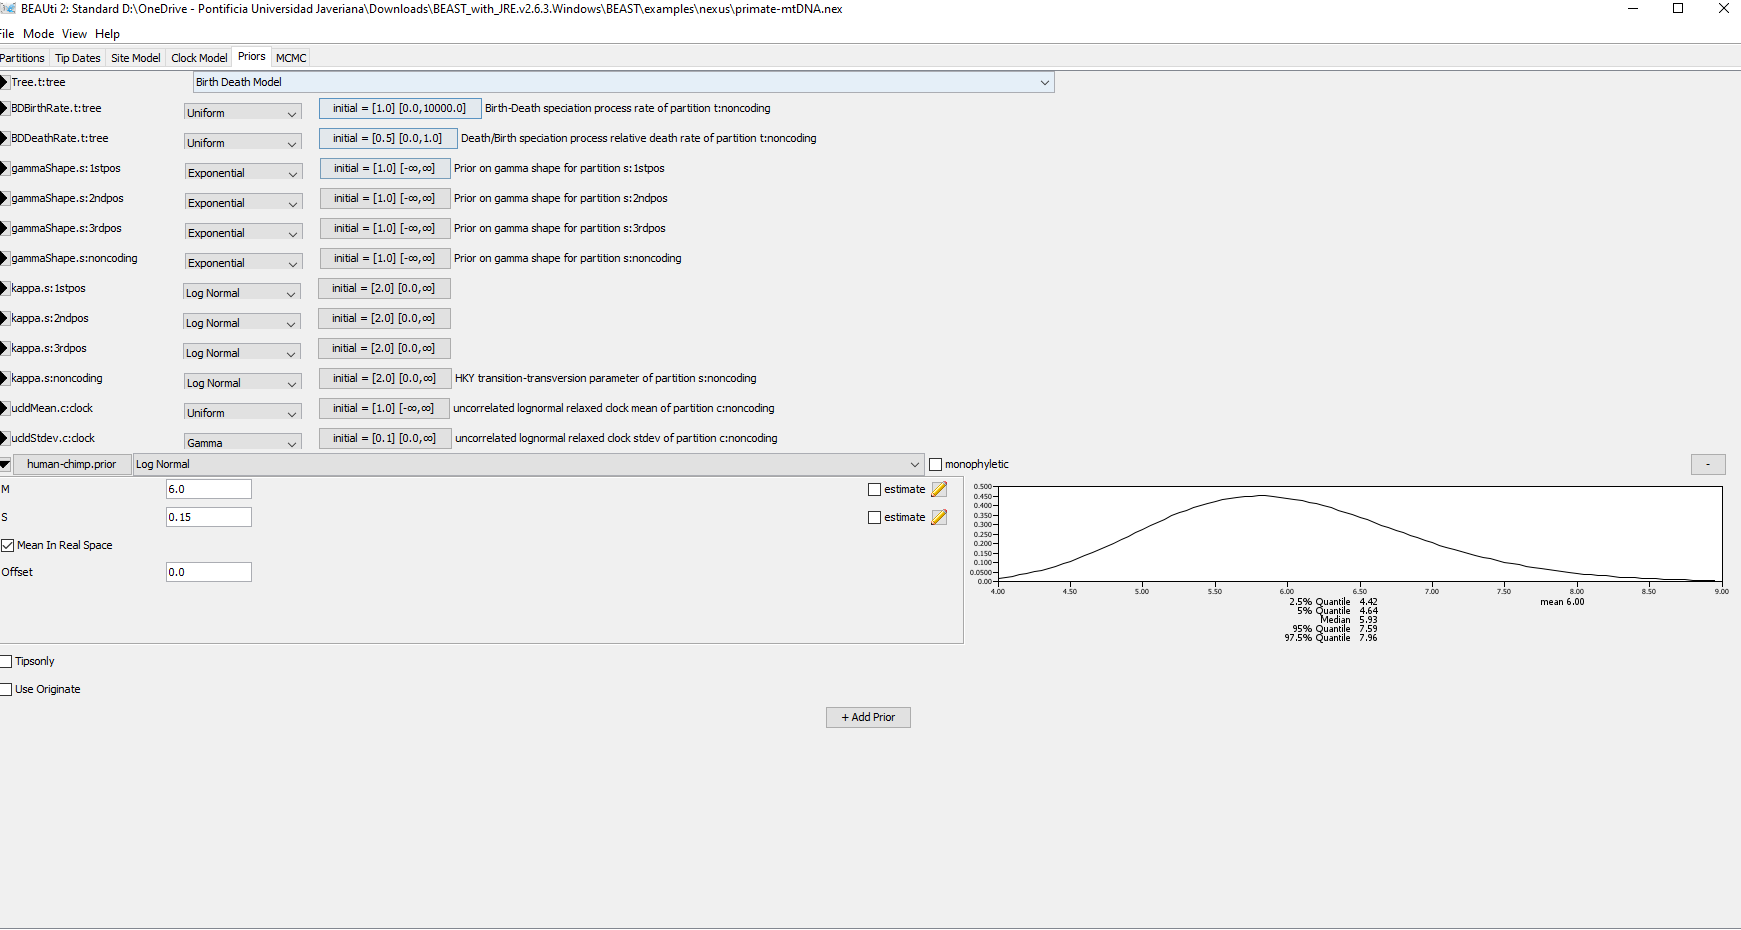 BEAUti 2: Standard D:\OneDrive - Pontificia Universidad Javeriana\Downloads\BEAST_with_JRE.v2.6.3.Windows\BEAST\examples\nexus\primate-mtDNA.nex
File Mode View Help
Partitions Tip Dates Site Model Clock Model Priors MCMC
Tree.t:tree Birth Death Model
BDBirthRate.t:tree Uniform initial = [1.0] [0.0,10000.0] Birth-Death speciation process rate of partition t:noncoding
BDDeathRate.t:tree Uniform initial = [0.5] [0.0,1.0] Death/Birth speciation process relative death rate of partition t:noncoding
gammaShape.s:1stpos Exponential initial = [1.0] [-∞,∞] Prior on gamma shape for partition s:1stpos
gammaShape.s:2ndpos Exponential initial = [1.0] [-∞,∞] Prior on gamma shape for partition s:2ndpos
gammaShape.s:3rdpos Exponential initial = [1.0] [-∞,∞] Prior on gamma shape for partition s:3rdpos
gammaShape.s:noncoding Exponential initial = [1.0] [-∞,∞] Prior on gamma shape for partition s:noncoding
kappa.s:1stpos Log Normal initial = [2.0] [0.0,∞]
kappa.s:2ndpos Log Normal initial = [2.0] [0.0,∞]
kappa.s:3rdpos Log Normal initial = [2.0] [0.0,∞]
kappa.s:noncoding Log Normal initial = [2.0] [0.0,∞] HKY transition-transversion parameter of partition s:noncoding
ucldMean.c:clock Uniform initial = [1.0] [-∞,∞] uncorrelated lognormal relaxed clock mean of partition c:noncoding
ucldStdev.c:clock Gamma initial = [0.1] [0.0,∞] uncorrelated lognormal relaxed clock stdev of partition c:noncoding
human-chimp.prior Log Normal monophyletic -
M 6.0 estimate
S 0.15 estimate
Mean In Real Space
Offset 0.0
0.500
0.450
0.400
0.350
0.300
0.250
0.200
0.150
0.100
0.0500
0.00
4.00 4.50 5.00 5.50 6.00 6.50 7.00 7.50 8.00 8.50 9.00
2.5% Quantile 4.42 mean 6.00
5% Quantile 4.64
Median 5.93
95% Quantile 7.59
97.5% Quantile 7.96
Tipsonly
Use Originate
+ Add Prior